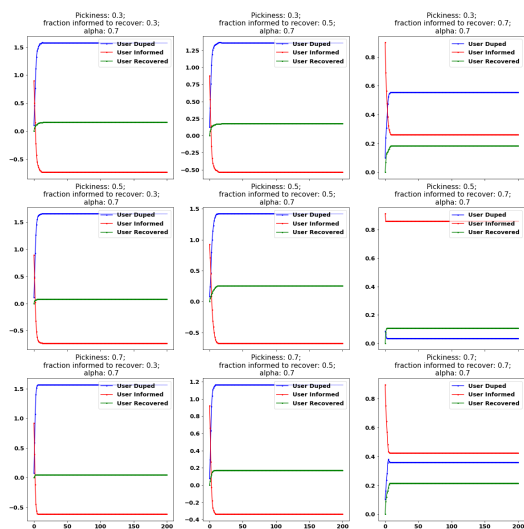 Pickiness: 0.3;
fraction informed to recover: 0.3;
alpha: 0.7
User Duped
User Informed
User Recovered
1.5
1.0
0.5
0.0
−0.5
Pickiness: 0.3;
fraction informed to recover: 0.5;
alpha: 0.7
User Duped
User Informed
User Recovered
1.25
1.00
0.75
0.50
0.25
0.00
−0.25
−0.50
Pickiness: 0.3;
fraction informed to recover: 0.7;
alpha: 0.7
User Duped
User Informed
User Recovered
0.8
0.6
0.4
0.2
0.0
Pickiness: 0.5;
fraction informed to recover: 0.3;
alpha: 0.7
User Duped
User Informed
User Recovered
1.5
1.0
0.5
0.0
−0.5
Pickiness: 0.5;
fraction informed to recover: 0.5;
alpha: 0.7
User Duped
User Informed
User Recovered
1.5
1.0
0.5
0.0
−0.5
Pickiness: 0.5;
fraction informed to recover: 0.7;
alpha: 0.7
User Duped
User Informed
User Recovered
0.8
0.6
0.4
0.2
0.0
Pickiness: 0.7;
fraction informed to recover: 0.3;
alpha: 0.7
User Duped
User Informed
User Recovered
1.5
1.0
0.5
0.0
−0.5
0 50 100 150 200
Pickiness: 0.7;
fraction informed to recover: 0.5;
alpha: 0.7
User Duped
User Informed
User Recovered
1.2
1.0
0.8
0.6
0.4
0.2
0.0
−0.2
−0.4
0 50 100 150 200
Pickiness: 0.7;
fraction informed to recover: 0.7;
alpha: 0.7
User Duped
User Informed
User Recovered
0.8
0.6
0.4
0.2
0.0
0 50 100 150 200